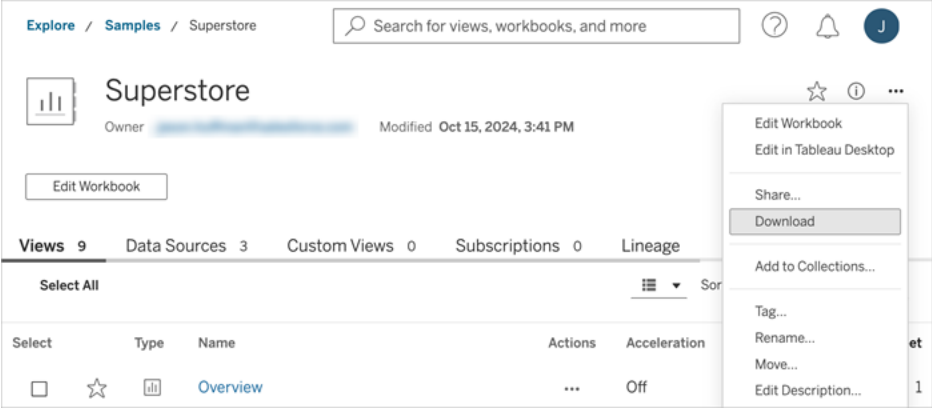 Explore / Samples / Superstore
Search for views, workbooks, and more
J
Superstore
Owner
Modified Oct 15, 2024, 3:41 PM
Edit Workbook
Views 9
Data Sources 3
Custom Views 0
Subscriptions 0
Lineage
Select All
Sor
Select
Type
Name
Actions
Acceleration
et
Overview
Off
1
Edit Workbook
Edit in Tableau Desktop
Share...
Download
Add to Collections...
Tag...
Rename...
Move...
Edit Description...